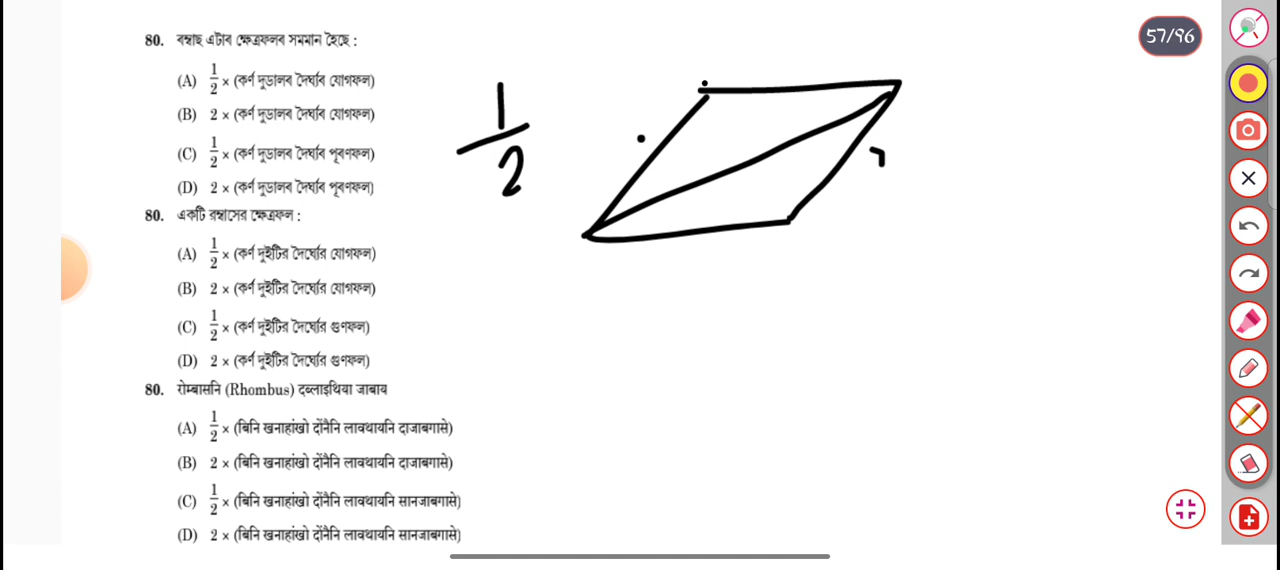 57/96
80. ৰম্বাছ এটাৰ ক্ষেত্ৰফলৰ সমমান হৈছে :
(A) 1/2 × (কৰ্ণ দুডালৰ দৈৰ্ঘ্যৰ যোগফল)
(B) 2 × (কৰ্ণ দুডালৰ দৈৰ্ঘ্যৰ যোগফল)
(C) 1/2 × (কৰ্ণ দুডালৰ দৈৰ্ঘ্যৰ পূৰণফল)
(D) 2 × (কৰ্ণ দুডালৰ দৈৰ্ঘ্যৰ পূৰণফল)
1/2
80. একটি রম্বাসের ক্ষেত্রফল :
(A) 1/2 × (কর্ণ দুইটির দৈর্ঘ্যের যোগফল)
(B) 2 × (কর্ণ দুইটির দৈর্ঘ্যের যোগফল)
(C) 1/2 × (কর্ণ দুইটির দৈর্ঘ্যের গুণফল)
(D) 2 × (কর্ণ দুইটির দৈর্ঘ্যের গুণফল)
80. रोम्बासनि (Rhombus) दब्लाइथिया जाबाय
(A) 1/2 × (बिनि खनाहांखो दोंनैनि लावथायनि दाजाबगासे)
(B) 2 × (बिनि खनाहांखो दोंनैनि लावथायनि दाजाबगासे)
(C) 1/2 × (बिनि खनाहांखो दोंनैनि लावथायनि सानजाबगासे)
(D) 2 × (बिनि खनाहांखो दोंनैनि लावथायनि सानजाबगासे)